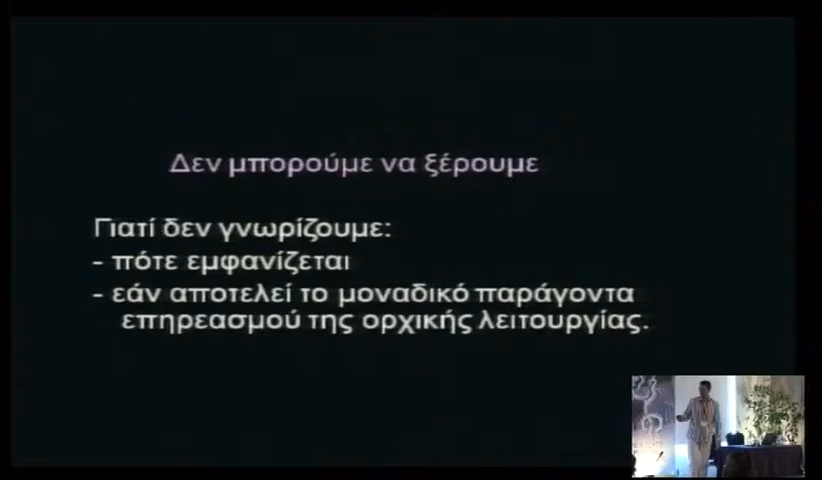 Δεν μπορούμε να ξέρουμε
Γιατί δεν γνωρίζουμε:
- πότε εμφανίζεται
- εάν αποτελεί το μοναδικό παράγοντα
επηρεασμού της ορχικής λειτουργίας.